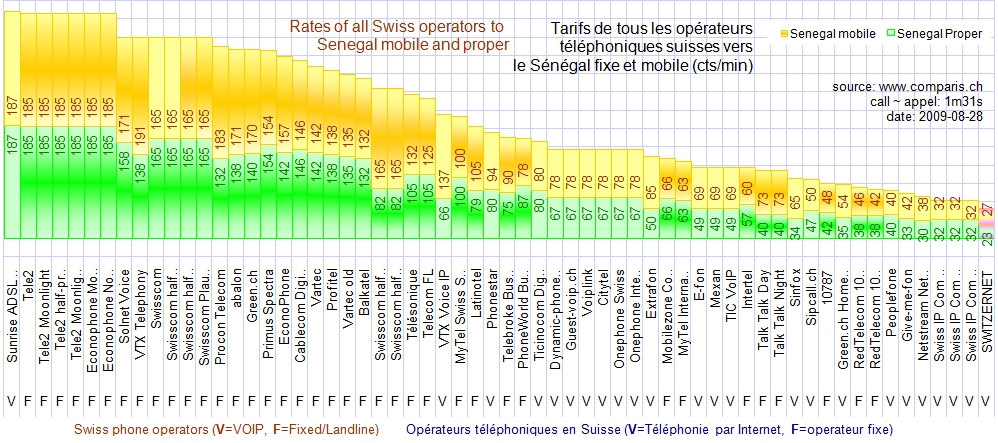 Rates of all Swiss operators to
Senegal mobile and proper
Tarifs de tous les opérateurs
téléphoniques suisses vers
le Sénégal fixe et mobile (cts/min)
Senegal mobile
Senegal Proper
source: www.comparis.ch
call ~ appel: 1m31s
date: 2009-08-28
187 185 185 185 185 185 185 171 191 165 165 165 165 183 171 170 154 157 146 142 138 135 132 165 165 132 125 137 100 105 94 90 78 80 78 78 78 78 78 78 85 66 63 69 69 69 60 73 73 65 50 48 54 46 42 40 42 38 32 32 32 27
187 185 185 185 185 185 185 158 138 165 165 165 165 132 138 140 154 142 146 142 138 135 132 82 82 105 105 66 100 79 80 75 87 80 67 67 67 67 67 67 50 66 63 49 49 49 57 40 40 34 47 42 35 38 38 40 33 30 32 32 32 23
Sunrise ADSL ..
Tele2
Tele2 Moonlight
Tele2 half-pr..
Tele2 Moonlig..
Econophone Mo..
Econophone No..
Solnet Voice
VTX Telephony
Swisscom
Swisscom half..
Swisscom half..
Swisscom Plau..
Procon Telecom
abalon
Green.ch
Primus Spectra
EconoPhone
Cablecom Digi..
Vartec
Profitel
Vartec old
Balkatel
Swisscom half..
Swisscom half..
Télésonique
Telecom FL
VTX Voice IP
MyTel Swiss S..
Latinotel
Phonestar
Telebroke Bus..
PhoneWorld Bu..
Ticinocom Dig..
Dynamic-phone..
Guest-voip.ch
Voiplink
Citytel
Onephone Swiss
Onephone Inte..
Extrafon
Mobilezone Co..
MyTel Interna..
E-fon
Mexan
TIC VoIP
Intertel
Talk Talk Day
Talk Talk Night
Sinfox
Sipcall.ch
10787
Green.ch Home..
RedTelecom 10..
RedTelecom 10..
Peoplefone
Give-me-fon
Netstream Net..
Swiss IP Com ..
Swiss IP Com ..
Swiss IP Com ..
SWITZERNET
V F F F F F F F F F F F F F F F F F F F F F F F F F F V F F V F F V V V V V V V V F F V V V F F F V V F V F F V V V V V V V
Swiss phone operators (V=VOIP, F=Fixed/Landline)
Opérateurs téléphoniques en Suisse (V=Téléphonie par Internet, F=operateur fixe)